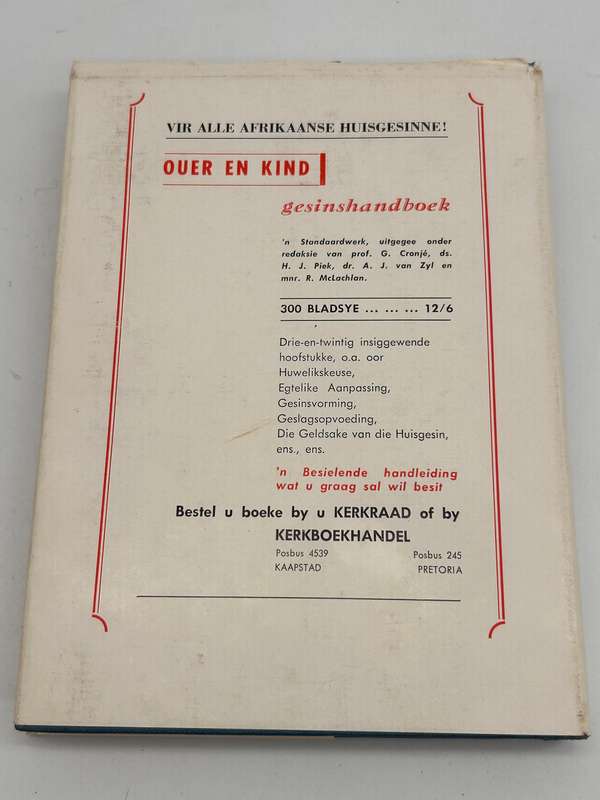 VIR ALLE AFRIKAANSE HUISGESINNE!
OUER EN KIND
gesinshandboek
'n Standaardwerk, uitgegee onder
redaksie van prof. G. Cronjé, ds.
H. J. Piek, dr. A. J. van Zyl en
mnr. R. McLachlan.
300 BLADSYE ... ... ... 12/6
Drie-en-twintig insiggewende
hoofstukke, o.a. oor
Huwelikskeuse,
Egtelike Aanpassing,
Gesinsvorming,
Geslagsopvoeding,
Die Geldsake van die Huisgesin,
ens., ens.
'n Besielende handleiding
wat u graag sal wil besit
Bestel u boeke by u KERKRAAD of by
KERKBOEKHANDEL
Posbus 4539 Posbus 245
KAAPSTAD PRETORIA